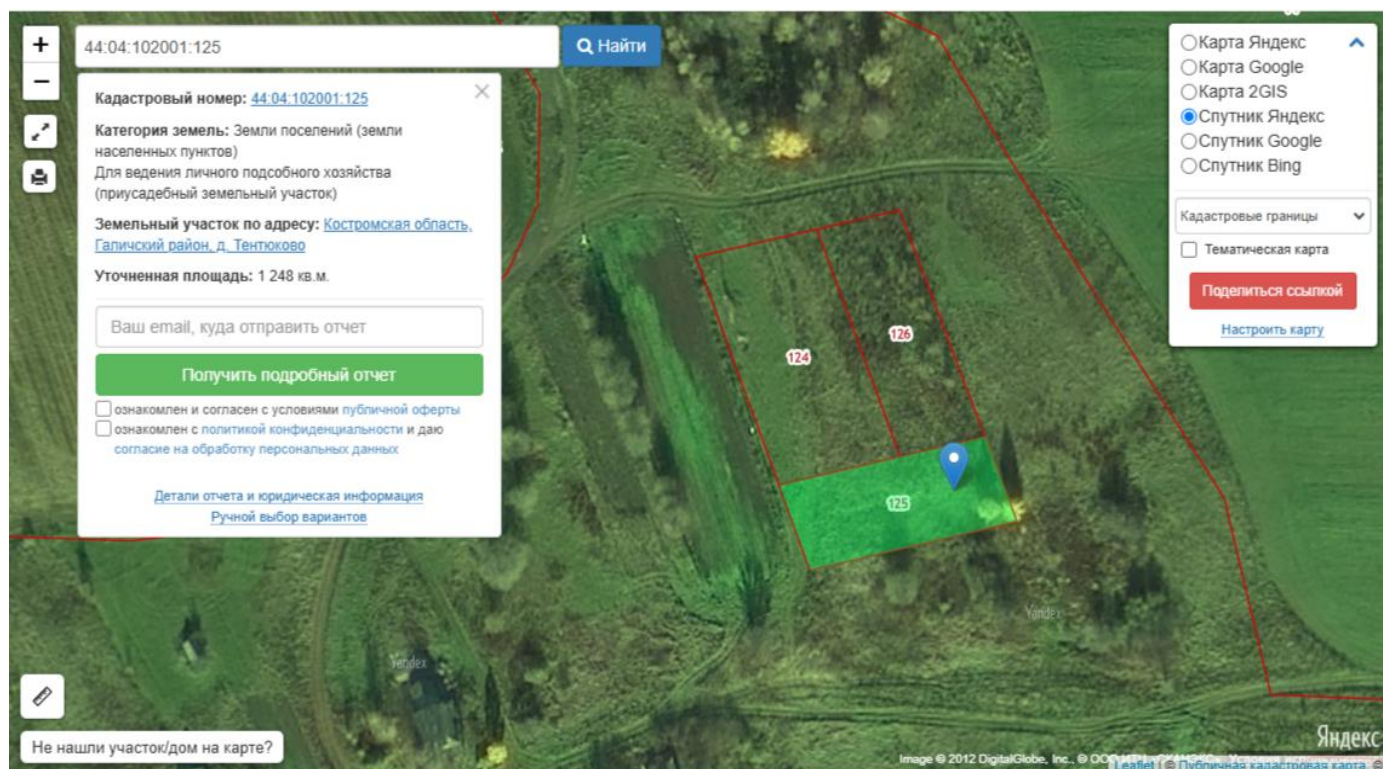 +
44:04:102001:125
Найти
−
Кадастровый номер: 44:04:102001:125
Категория земель: Земли поселений (земли
населенных пунктов)
Для ведения личного подсобного хозяйства
(приусадебный земельный участок)
Земельный участок по адресу: Костромская область,
Галичский район, д. Тентюково
Уточненная площадь: 1 248 кв.м.
Ваш email, куда отправить отчет
Получить подробный отчет
ознакомлен и согласен с условиями публичной оферты
ознакомлен с политикой конфиденциальности и даю
согласие на обработку персональных данных
Детали отчета и юридическая информация
Ручной выбор вариантов
Карта Яндекс
Карта Google
Карта 2GIS
Спутник Яндекс
Спутник Google
Спутник Bing
Кадастровые границы
Тематическая карта
Поделиться ссылкой
Настроить карту
126
124
125
Yandex
Yandex
Не нашли участок/дом на карте?
Яндекс
Image © 2012 DigitalGlobe, Inc., ©
Leaflet | © Публичная кадастровая карта, ©